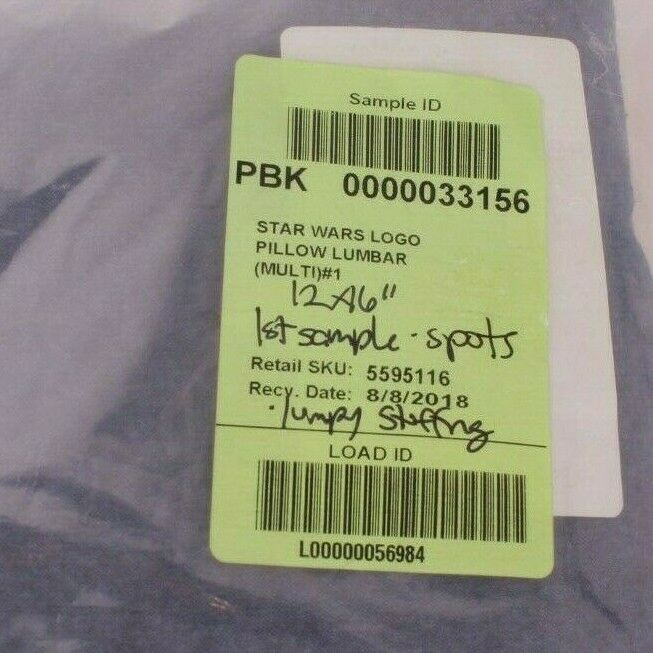 Sample ID
PBK 0000033156
STAR WARS LOGO
PILLOW LUMBAR
(MULTI)#1
12x16"
1st sample - spots
Retail SKU: 5595116
Recv. Date: 8/8/2018
· lumpy stuffing
LOAD ID
L00000056984